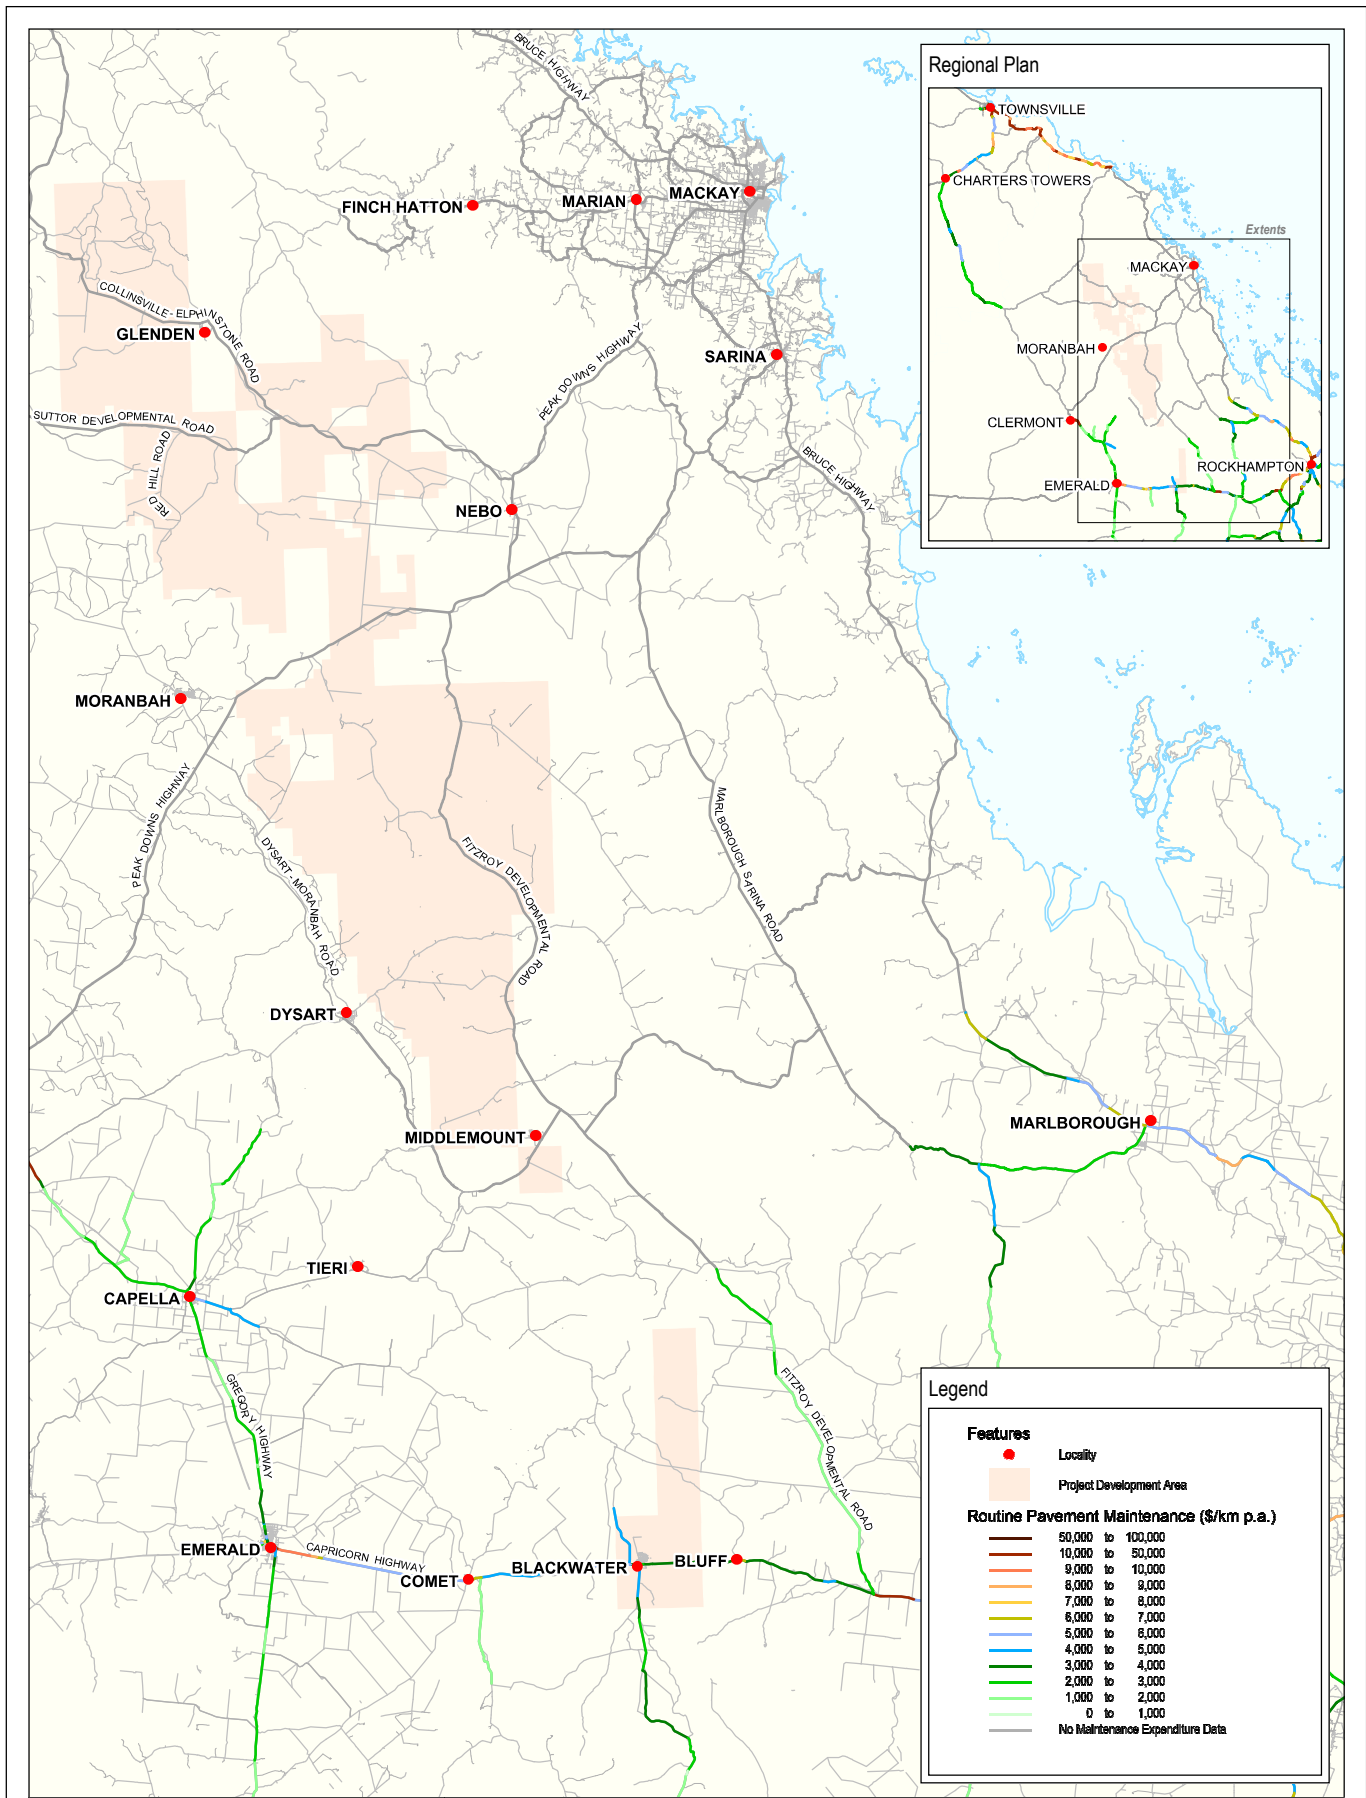 BRUCE HIGHWAY
Regional Plan
TOWNSVILLE
CHARTERS TOWERS
Extents
MACKAY
MORANBAH
CLERMONT
ROCKHAMPTON
EMERALD
FINCH HATTON
MARIAN
MACKAY
COLLINSVILLE - ELPHINSTONE ROAD
GLENDEN
PEAK DOWNS HIGHWAY
SARINA
SUTTOR DEVELOPMENTAL ROAD
RED HILL ROAD
BRUCE HIGHWAY
NEBO
MORANBAH
PEAK DOWNS HIGHWAY
DYSART - MORANBAH ROAD
FITZROY DEVELOPMENTAL ROAD
MARLBOROUGH SARINA ROAD
DYSART
MIDDLEMOUNT
MARLBOROUGH
TIERI
CAPELLA
GREGORY HIGHWAY
FITZROY DEVELOPMENTAL ROAD
EMERALD
CAPRICORN HIGHWAY
COMET
BLACKWATER
BLUFF
Legend
Features
Locality
Project Development Area
Routine Pavement Maintenance ($/km p.a.)
50,000 to 100,000
10,000 to 50,000
9,000 to 10,000
8,000 to 9,000
7,000 to 8,000
6,000 to 7,000
5,000 to 6,000
4,000 to 5,000
3,000 to 4,000
2,000 to 3,000
1,000 to 2,000
0 to 1,000
No Maintenance Expenditure Data